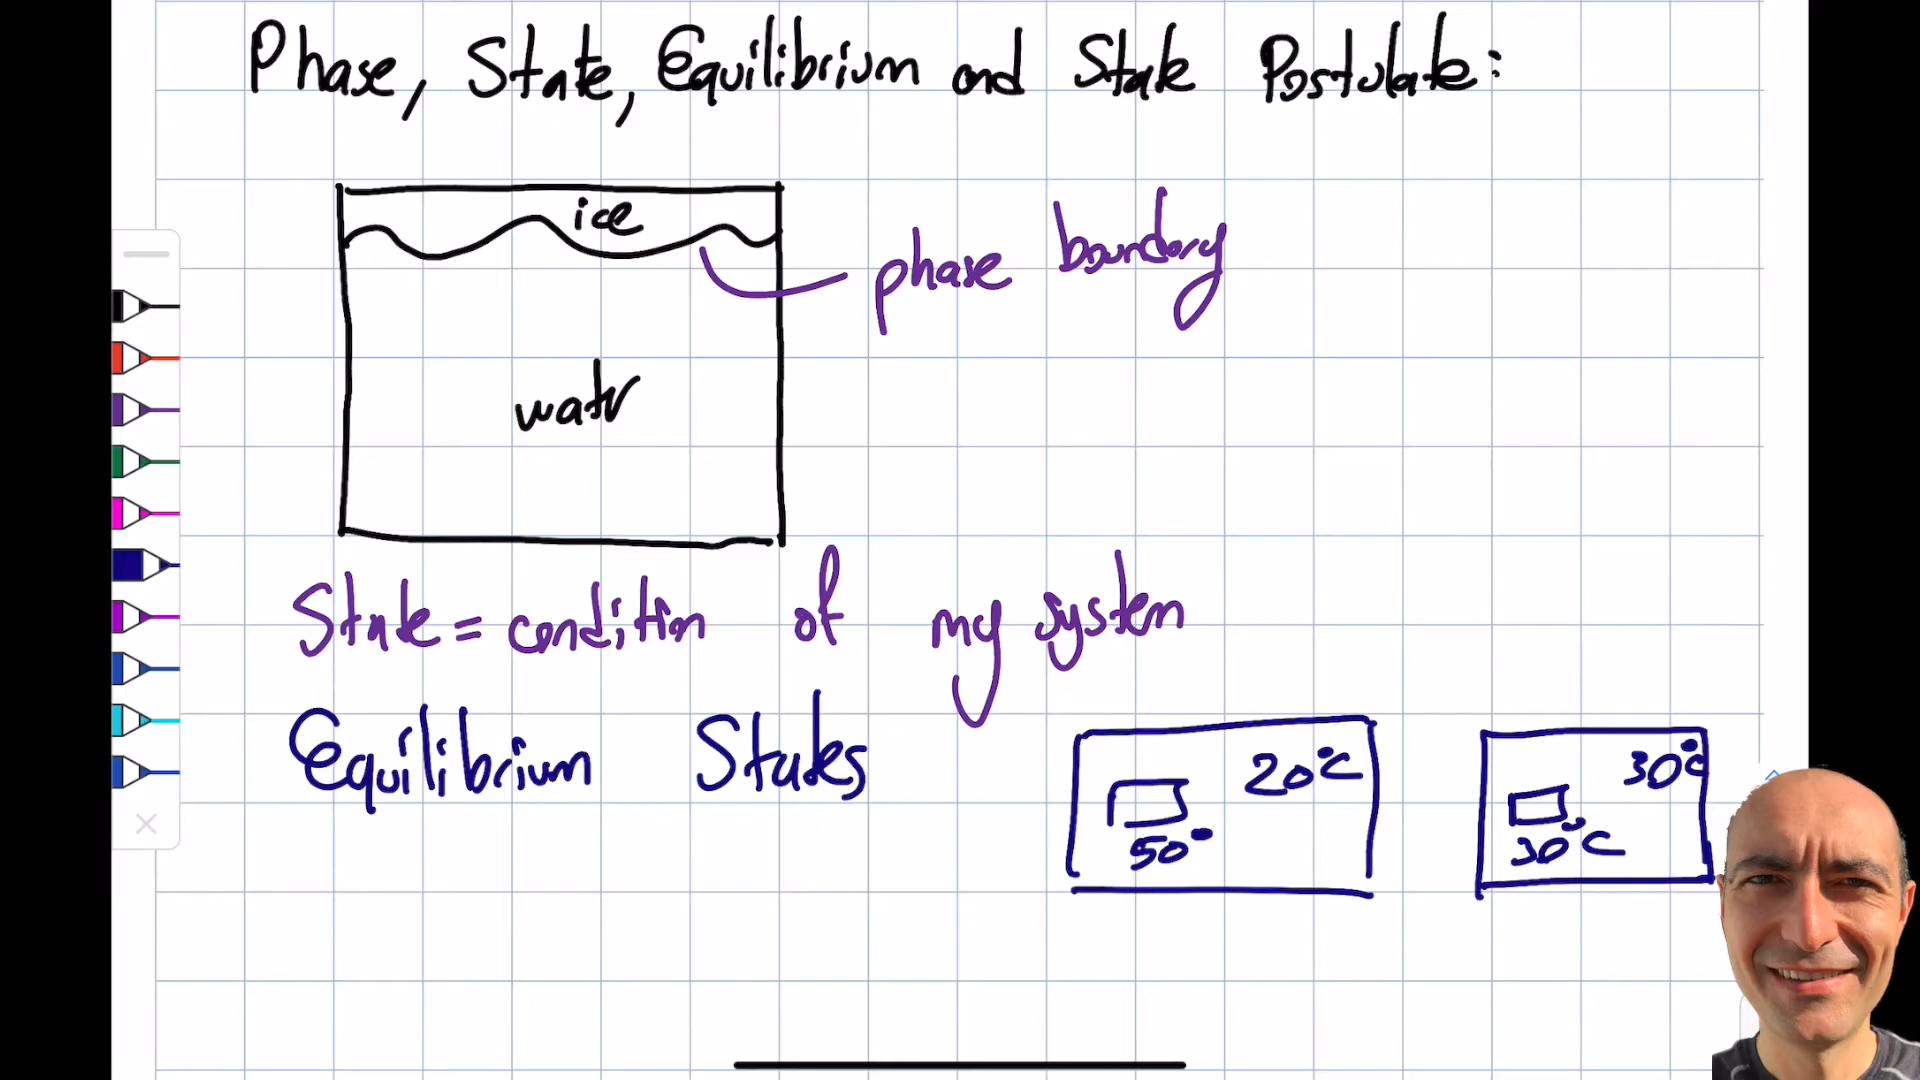 Phase, State, Equilibrium and State Postulate:
ice
phase boundary
water
State = condition of my system
Equilibrium States
20°C
50°
30°C
30°C